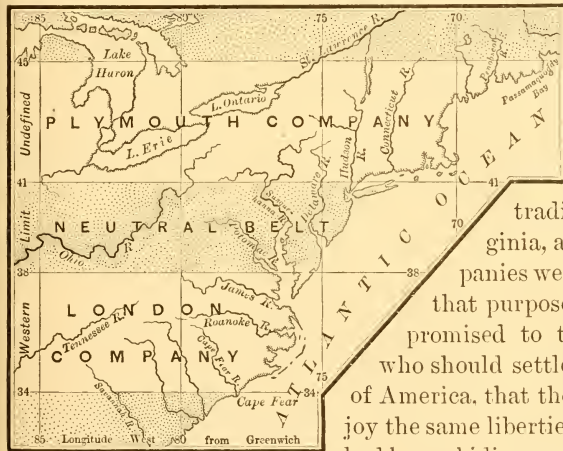 85
80
75
70
Lake
Huron
St. Lawrence R.
Penobscot R.
45
Passamaquoddy
Bay
L. Ontario
Connecticut R.
Undefined
PLYMOUTH COMPANY
L. Erie
Hudson R.
Delaware R.
41
41
Susquehanna R.
70
NEUTRAL BELT
Potomac R.
Limit
Ohio R.
38
38
ATLANTIC OCEAN
James R.
LONDON
Roanoke R.
Tennessee R.
COMPANY
Cape Fier R.
Western
75
34
34
Savannah R.
Cape Fear
85 Longitude West 80 from Greenwich
tradi
ginia, a
panies we
that purpose
promised to t
who should settle
of America, that the
joy the same libertie